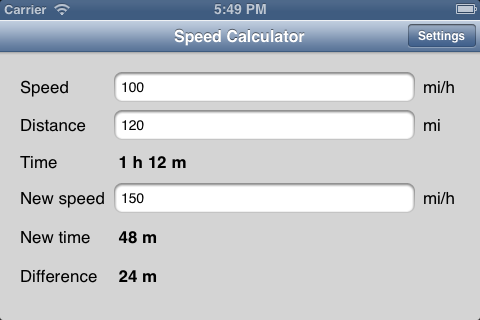 Carrier 5:49 PM
Speed Calculator Settings
Speed 100 mi/h
Distance 120 mi
Time 1 h 12 m
New speed 150 mi/h
New time 48 m
Difference 24 m